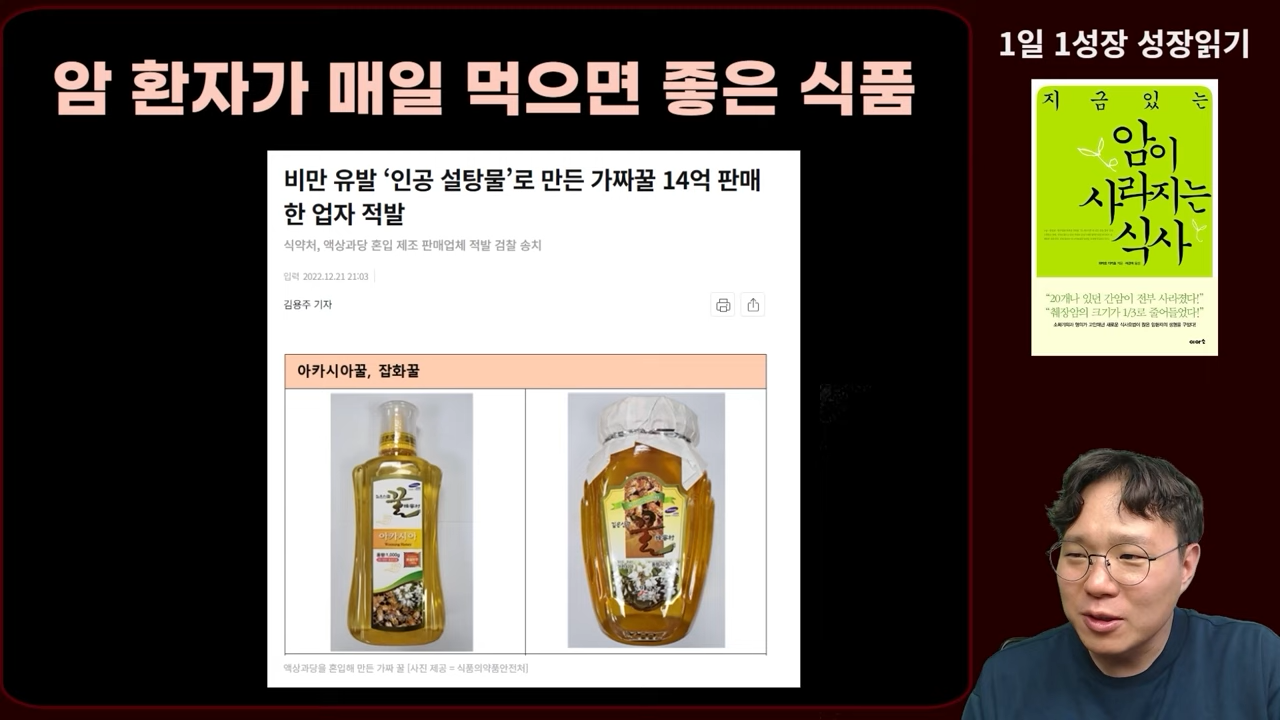 암 환자가 매일 먹으면 좋은 식품
비만 유발 ‘인공 설탕물’로 만든 가짜꿀 14억 판매
한 업자 적발
식약처, 액상과당 혼입 제조 판매업체 적발 검찰 송치
입력 2022.12.21 21:03
김용주 기자
아카시아꿀, 잡화꿀
꿀
아카시아
꿀
액상과당을 혼입해 만든 가짜 꿀 [사진 제공 = 식품의약품안전처]
1일 1성장 성장읽기
지금 있는
암이
사라지는
식사
“20개나 있던 간암이 전부 사라졌다!”
“췌장암의 크기가 1/3로 줄어들었다!”